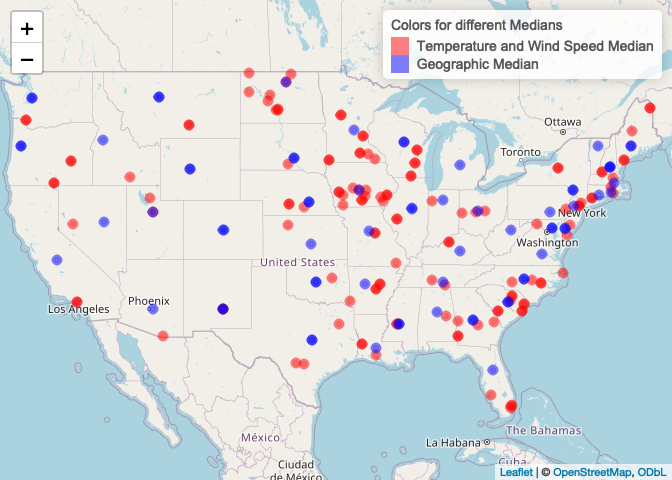 +
−
Colors for different Medians
Temperature and Wind Speed Median
Geographic Median
Ottawa
Toronto
New York
Washington
United States
Los Angeles
Phoenix
The Bahamas
La Habana
México
Cuba
Ciudad
de México
Leaflet | © OpenStreetMap, ODbL